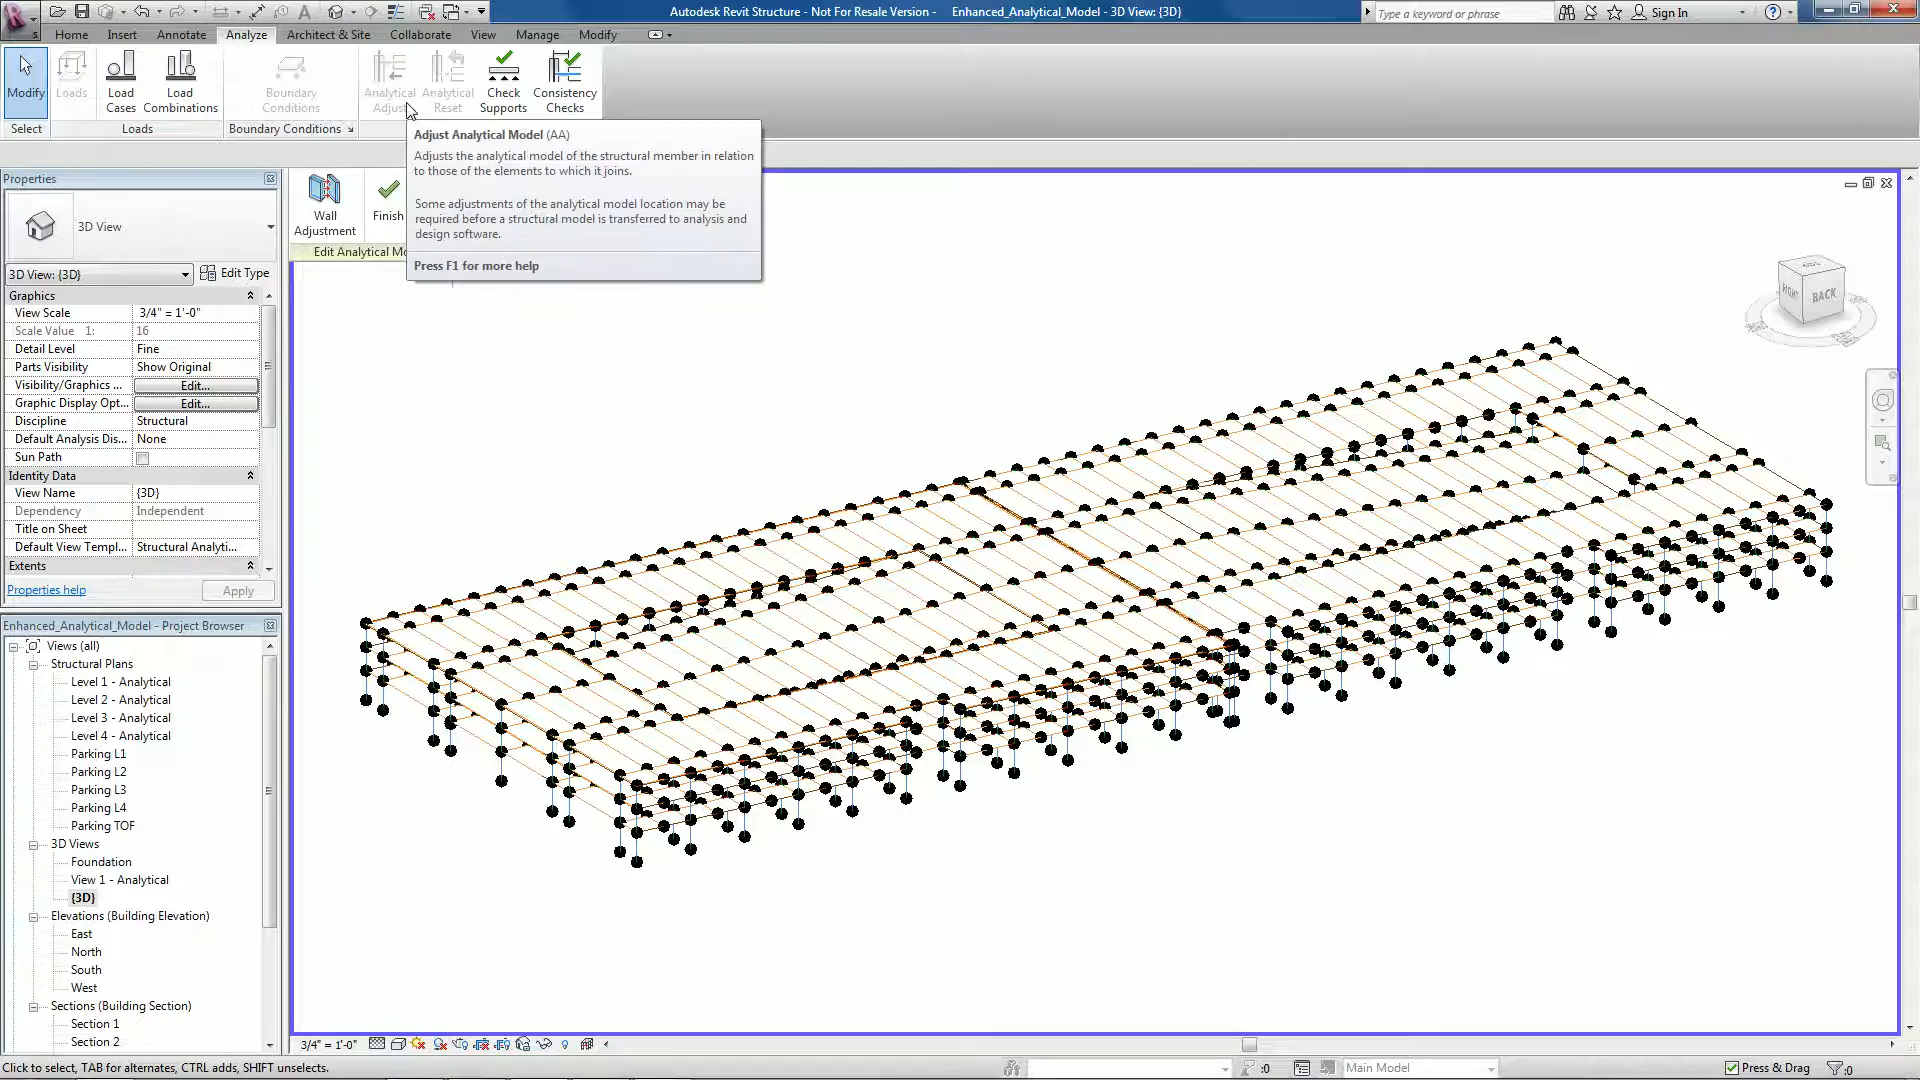 Autodesk Revit Structure - Not For Resale Version - Enhanced_Analytical_Model - 3D View: {3D}
Type a keyword or phrase
Sign In
Home Insert Annotate Analyze Architect & Site Collaborate View Manage Modify
Modify
Loads
Load Cases
Load Combinations
Boundary Conditions
Analytical Adjust
Analytical Reset
Check Supports
Consistency Checks
Select
Loads
Boundary Conditions
Adjust Analytical Model (AA)
Adjusts the analytical model of the structural member in relation
to those of the elements to which it joins.
Some adjustments of the analytical model location may be
required before a structural model is transferred to analysis and
design software.
Press F1 for more help
Wall Adjustment
Finish
Edit Analytical Mo
Properties
3D View
3D View: {3D}
Edit Type
Graphics
View Scale 3/4" = 1'-0"
Scale Value 1: 16
Detail Level Fine
Parts Visibility Show Original
Visibility/Graphics ... Edit...
Graphic Display Opt... Edit...
Discipline Structural
Default Analysis Dis... None
Sun Path
Identity Data
View Name {3D}
Dependency Independent
Title on Sheet
Default View Templ... Structural Analyti...
Extents
Properties help
Apply
Enhanced_Analytical_Model - Project Browser
Views (all)
Structural Plans
Level 1 - Analytical
Level 2 - Analytical
Level 3 - Analytical
Level 4 - Analytical
Parking L1
Parking L2
Parking L3
Parking L4
Parking TOF
3D Views
Foundation
View 1 - Analytical
{3D}
Elevations (Building Elevation)
East
North
South
West
Sections (Building Section)
Section 1
Section 2
RIGHT
BACK
3/4" = 1'-0"
Click to select, TAB for alternates, CTRL adds, SHIFT unselects.
:0
Main Model
Press & Drag
:0